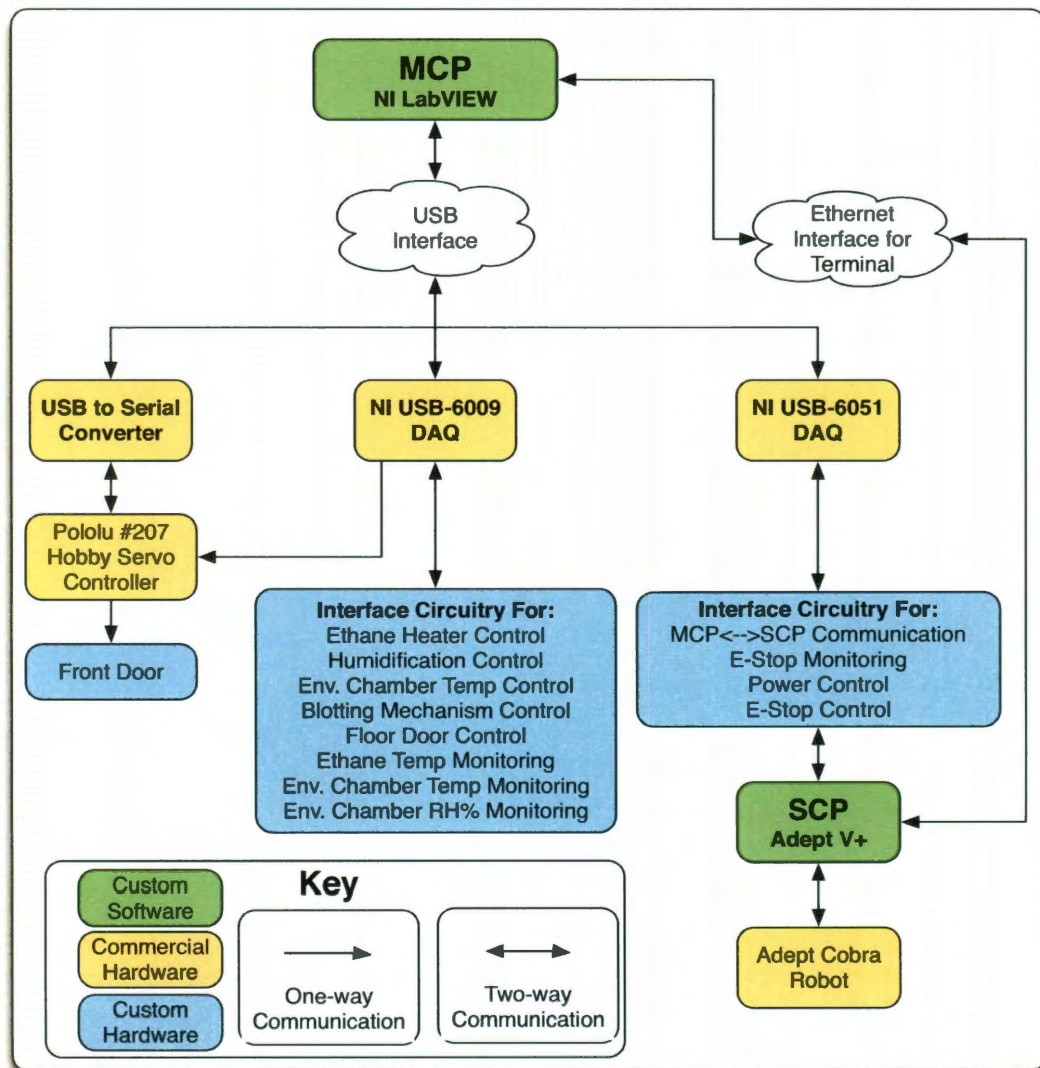 MCP
NI LabVIEW
USB
Interface
Ethernet
Interface for
Terminal
USB to Serial
Converter
NI USB-6009
DAQ
NI USB-6051
DAQ
Pololu #207
Hobby Servo
Controller
Front Door
Interface Circuitry For:
Ethane Heater Control
Humidification Control
Env. Chamber Temp Control
Blotting Mechanism Control
Floor Door Control
Ethane Temp Monitoring
Env. Chamber Temp Monitoring
Env. Chamber RH% Monitoring
Interface Circuitry For:
MCP<-->SCP Communication
E-Stop Monitoring
Power Control
E-Stop Control
SCP
Adept V+
Adept Cobra
Robot
Key
Custom
Software
Commercial
Hardware
Custom
Hardware
One-way
Communication
Two-way
Communication